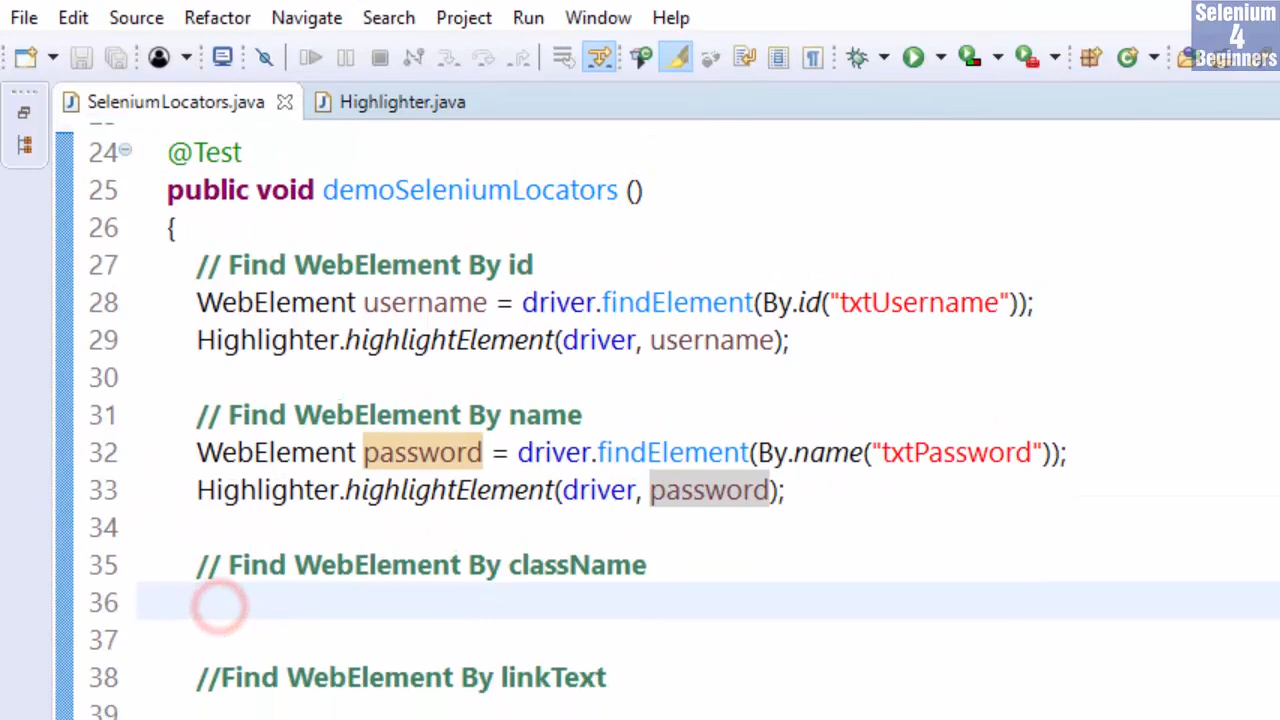 File Edit Source Refactor Navigate Search Project Run Window Help
Selenium
4
Beginners
SeleniumLocators.java Highlighter.java
24 @Test
25 public void demoSeleniumLocators ()
26 {
27 // Find WebElement By id
28 WebElement username = driver.findElement(By.id("txtUsername"));
29 Highlighter.highlightElement(driver, username);
30
31 // Find WebElement By name
32 WebElement password = driver.findElement(By.name("txtPassword"));
33 Highlighter.highlightElement(driver, password);
34
35 // Find WebElement By className
36
37
38 //Find WebElement By linkText
39